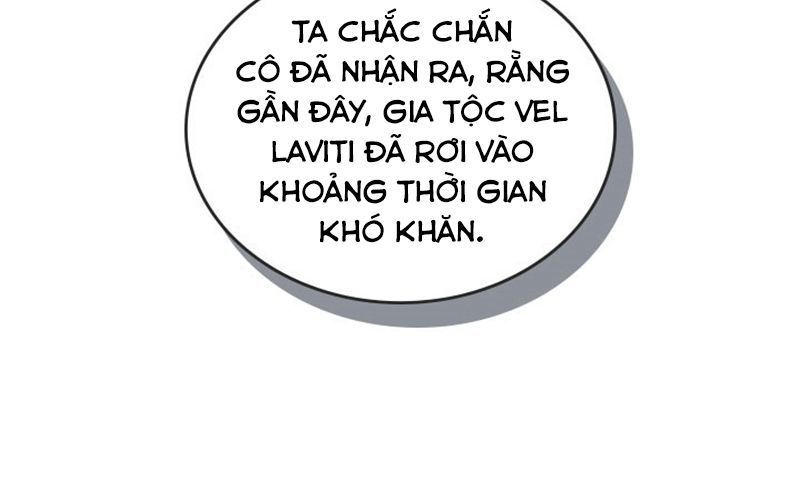 TA CHẮC CHẮN
CÔ ĐÃ NHẬN RA, RẰNG
GẦN ĐÂY, GIA TỘC VEL
LAVITI ĐÃ RƠI VÀO
KHOẢNG THỜI GIAN
KHÓ KHĂN.